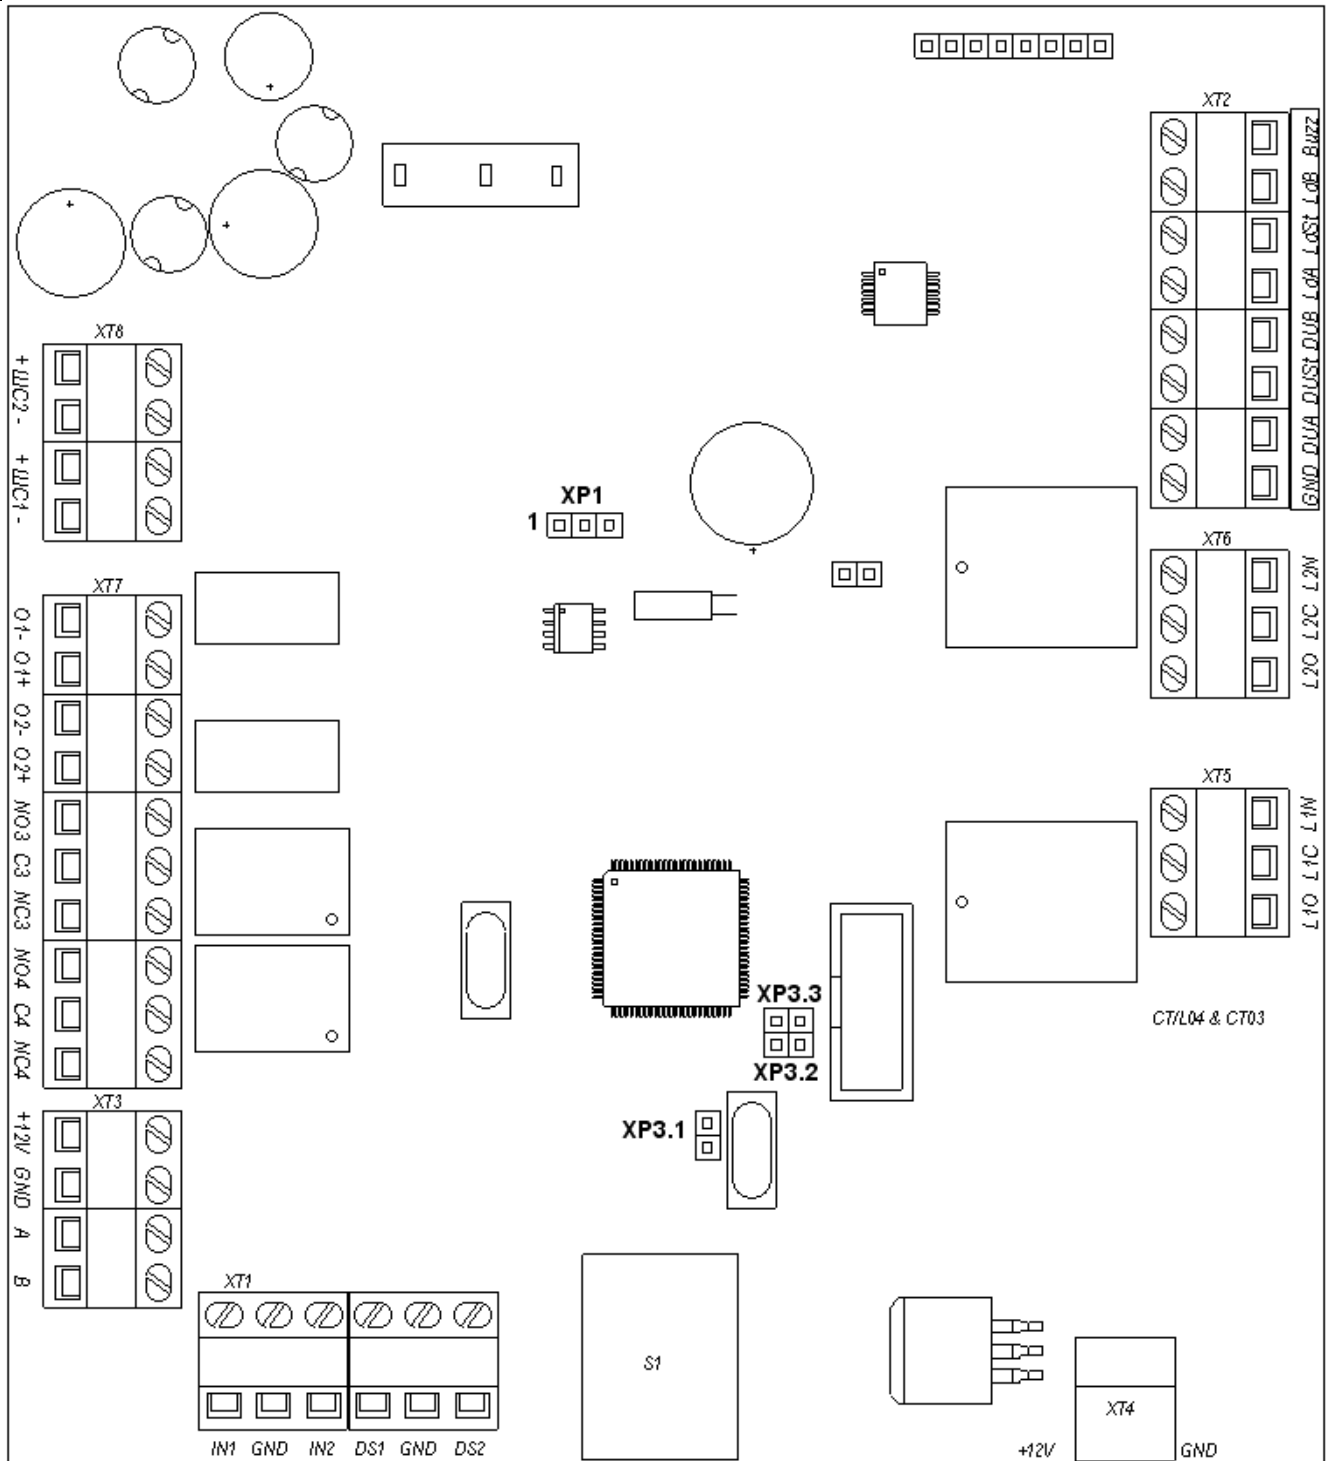 XT2
Buzz
LdB
LdSt
LdA
DUB
DUSt
DUA
GND
XT8
+ ШС2 -
+ ШС1 -
XP1
1
XT6
L2N
L2C
L2O
XT7
O1-
O1+
O2-
O2+
NO3
C3
NC3
NO4
C4
NC4
XT5
L1N
L1C
L1O
XP3.3
XP3.2
CT/L04 & CT03
XT3
+12V
GND
A
B
XP3.1
XT1
IN1 GND IN2 DS1 GND DS2
S1
XT4
+12V GND